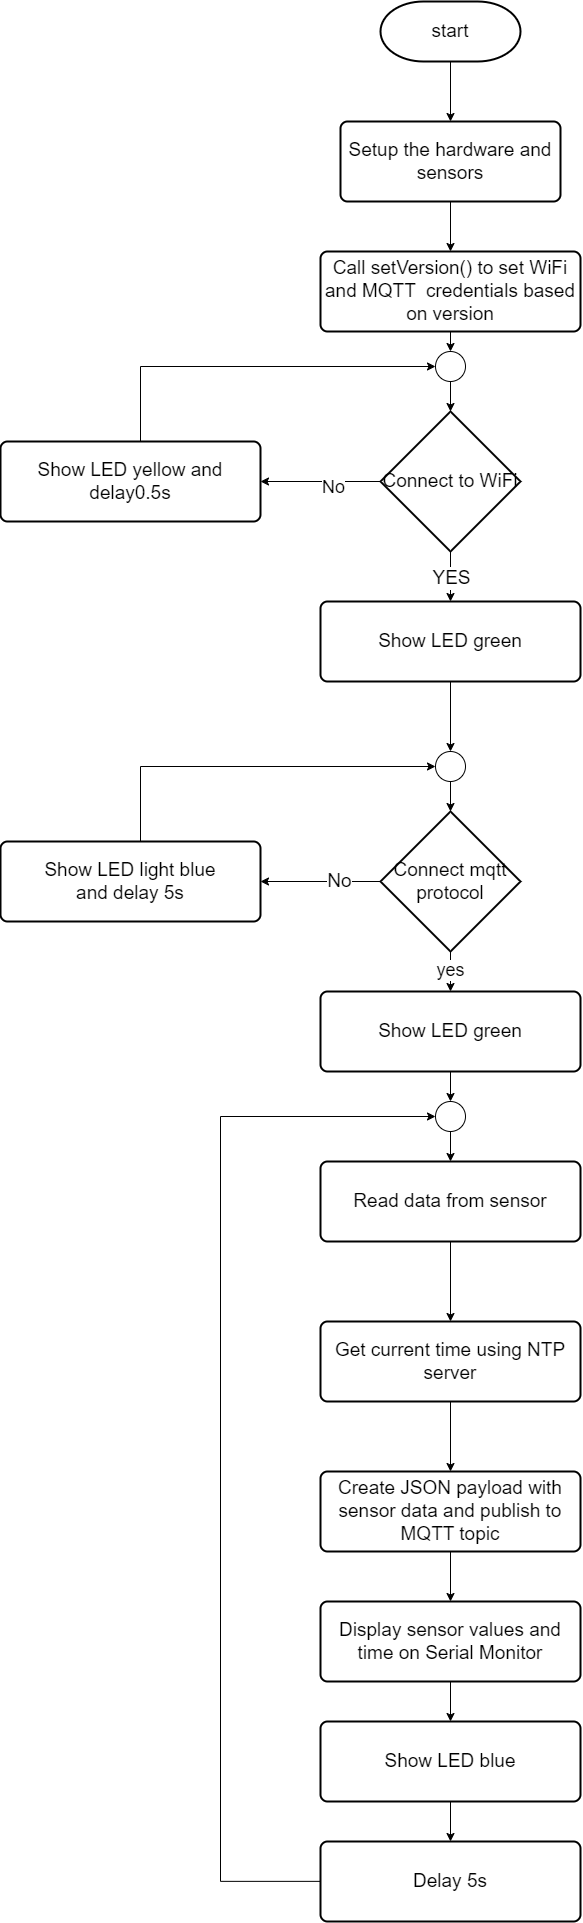 start
Setup the hardware and
sensors
Call setVersion() to set WiFi
and MQTT  credentials based
on version
Connect to WiFi
No
Show LED yellow and
delay0.5s
YES
Show LED green
Connect mqtt
protocol
No
Show LED light blue
and delay 5s
yes
Show LED green
Read data from sensor
Get current time using NTP
server
Create JSON payload with
sensor data and publish to
MQTT topic
Display sensor values and
time on Serial Monitor
Show LED blue
Delay 5s